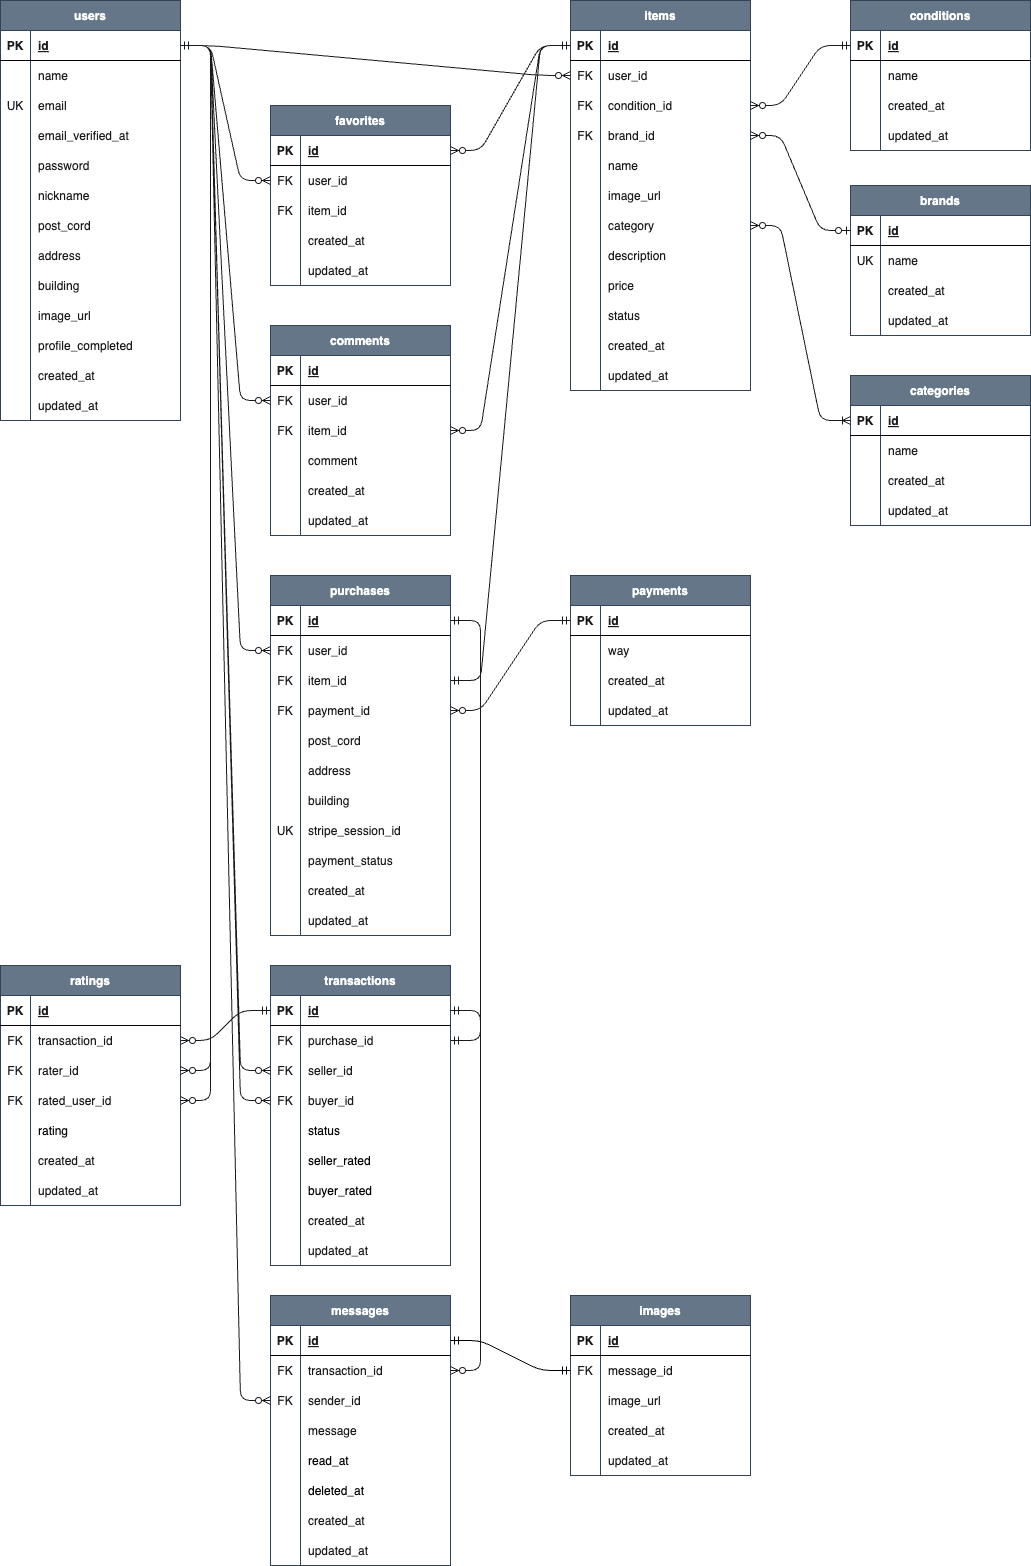 users
PK id
name
UK email
email_verified_at
password
nickname
post_cord
address
building
image_url
profile_completed
created_at
updated_at
items
PK id
FK user_id
FK condition_id
FK brand_id
name
image_url
category
description
price
status
created_at
updated_at
conditions
PK id
name
created_at
updated_at
favorites
PK id
FK user_id
FK item_id
created_at
updated_at
brands
PK id
UK name
created_at
updated_at
comments
PK id
FK user_id
FK item_id
comment
created_at
updated_at
categories
PK id
name
created_at
updated_at
purchases
PK id
FK user_id
FK item_id
FK payment_id
post_cord
address
building
UK stripe_session_id
payment_status
created_at
updated_at
payments
PK id
way
created_at
updated_at
ratings
PK id
FK transaction_id
FK rater_id
FK rated_user_id
rating
created_at
updated_at
transactions
PK id
FK purchase_id
FK seller_id
FK buyer_id
status
seller_rated
buyer_rated
created_at
updated_at
messages
PK id
FK transaction_id
FK sender_id
message
read_at
deleted_at
created_at
updated_at
images
PK id
FK message_id
image_url
created_at
updated_at